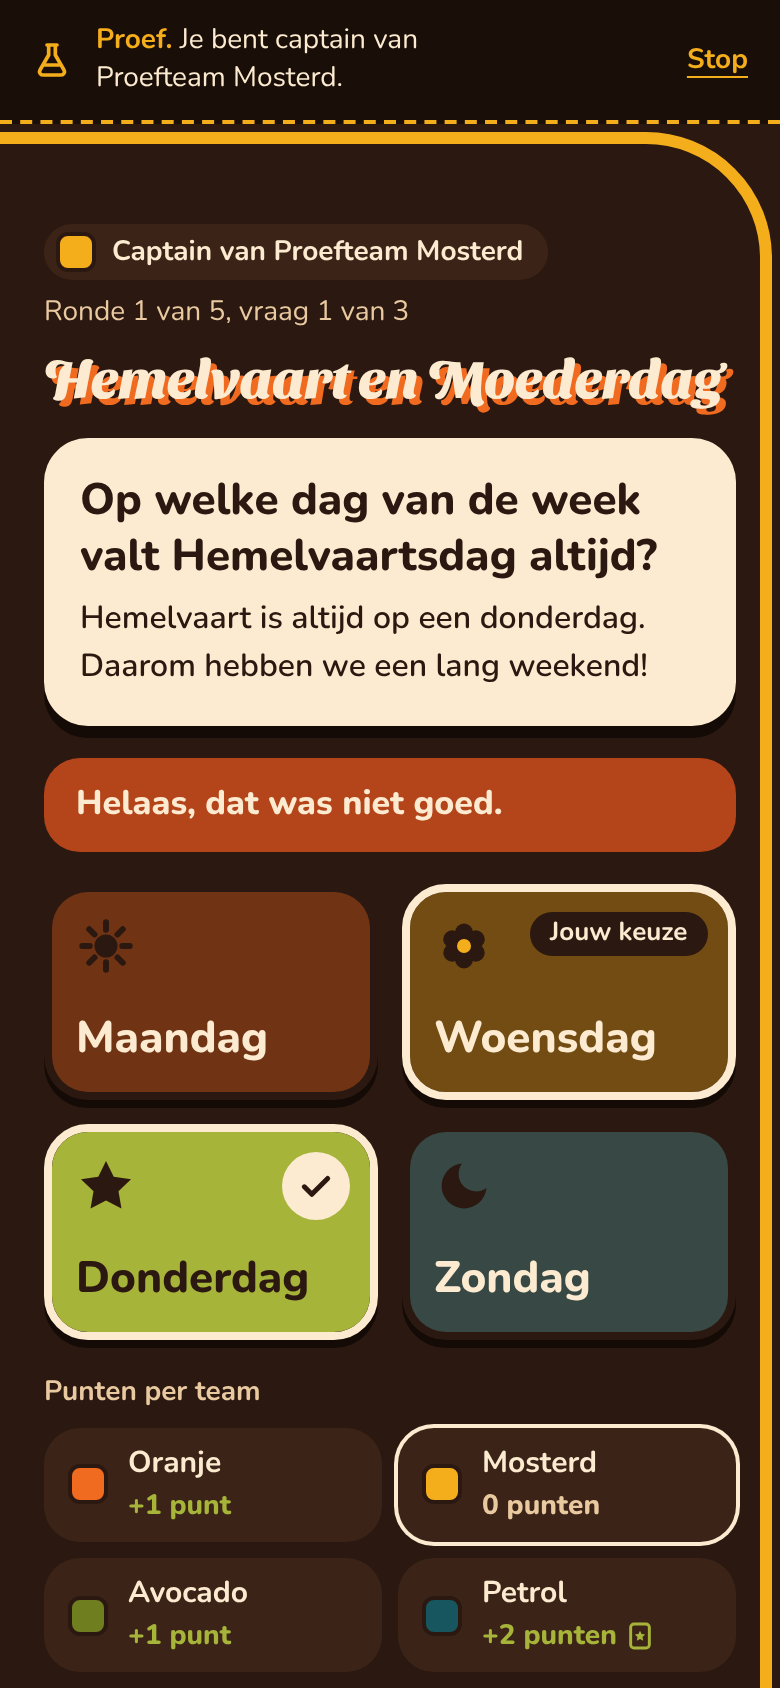 Proef. Je bent captain van
Proefteam Mosterd.
Stop
Captain van Proefteam Mosterd
Ronde 1 van 5, vraag 1 van 3
Hemelvaart en Moederdag
Op welke dag van de week
valt Hemelvaartsdag altijd?
Hemelvaart is altijd op een donderdag.
Daarom hebben we een lang weekend!
Helaas, dat was niet goed.
Maandag
Jouw keuze
Woensdag
Donderdag
Zondag
Punten per team
Oranje
+1 punt
Mosterd
0 punten
Avocado
+1 punt
Petrol
+2 punten